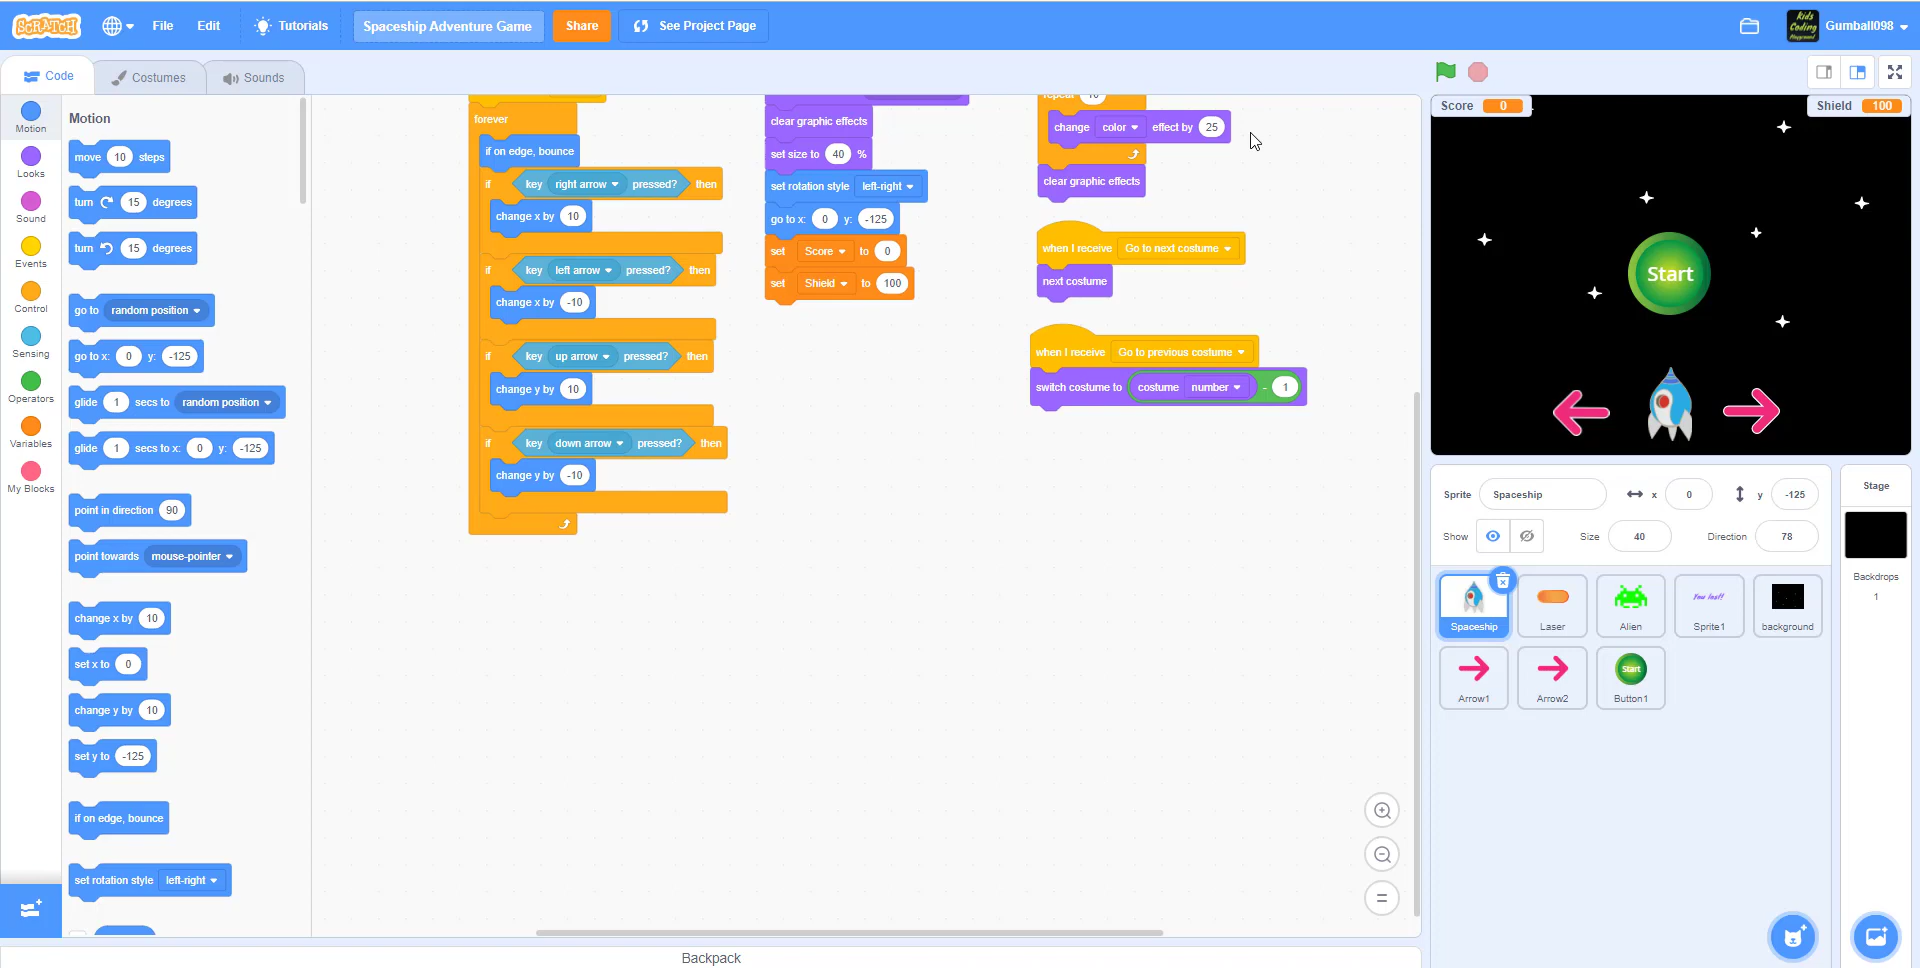 SCRATCH
File
Edit
Tutorials
Spaceship Adventure Game
Share
See Project Page
Kids Coding Playground
Gumball098
Code
Costumes
Sounds
Motion
Looks
Sound
Events
Control
Sensing
Operators
Variables
My Blocks
Motion
move 10 steps
turn 15 degrees
turn 15 degrees
go to random position
go to x: 0 y: -125
glide 1 secs to random position
glide 1 secs to x: 0 y: -125
point in direction 90
point towards mouse-pointer
change x by 10
set x to 0
change y by 10
set y to -125
if on edge, bounce
set rotation style left-right
forever
if on edge, bounce
if key right arrow pressed? then
change x by 10
if key left arrow pressed? then
change x by -10
if key up arrow pressed? then
change y by 10
if key down arrow pressed? then
change y by -10
clear graphic effects
set size to 40 %
set rotation style left-right
go to x: 0 y: -125
set Score to 0
set Shield to 100
repeat 10
change color effect by 25
clear graphic effects
when I receive Go to next costume
next costume
when I receive Go to previous costume
switch costume to costume number - 1
Backpack
Score 0
Shield 100
Start
Sprite Spaceship x 0 y -125
Show Size 40 Direction 78
Spaceship
Laser
Alien
You lost!!
Sprite1
background
Arrow1
Arrow2
Start
Button1
Stage
Backdrops
1